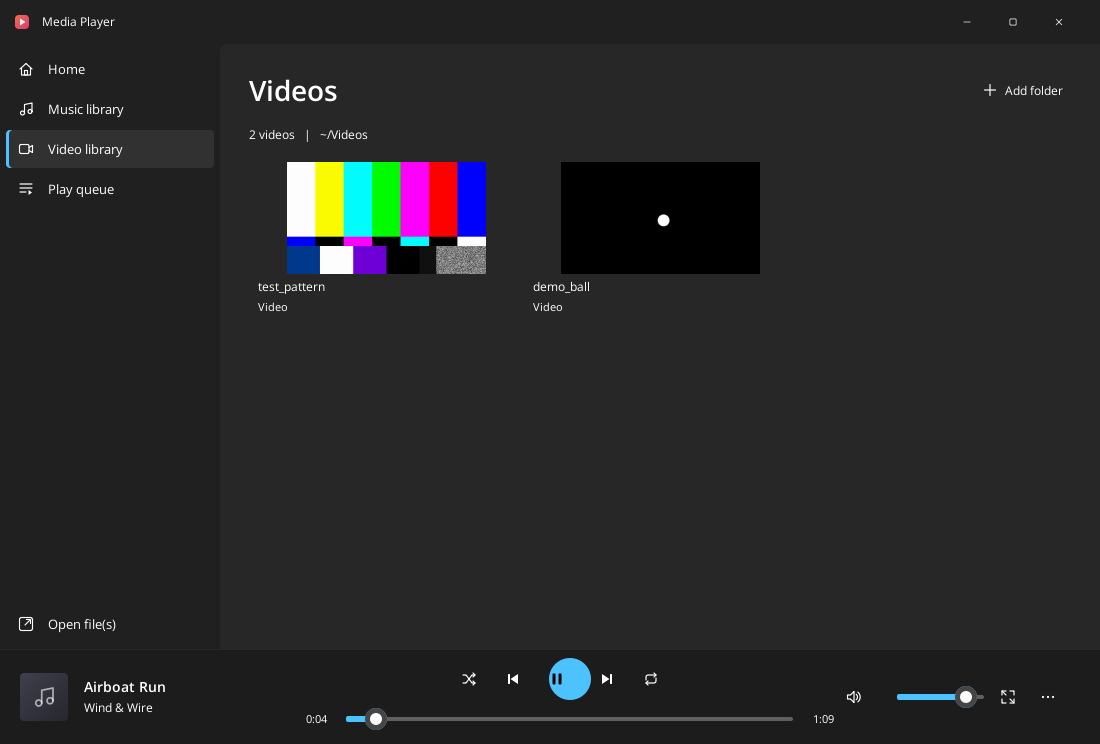 Media Player
Home
Music library
Video library
Play queue
Open file(s)
Videos
Add folder
2 videos | ~/Videos
test_pattern
Video
demo_ball
Video
Airboat Run
Wind & Wire
0:04
1:09